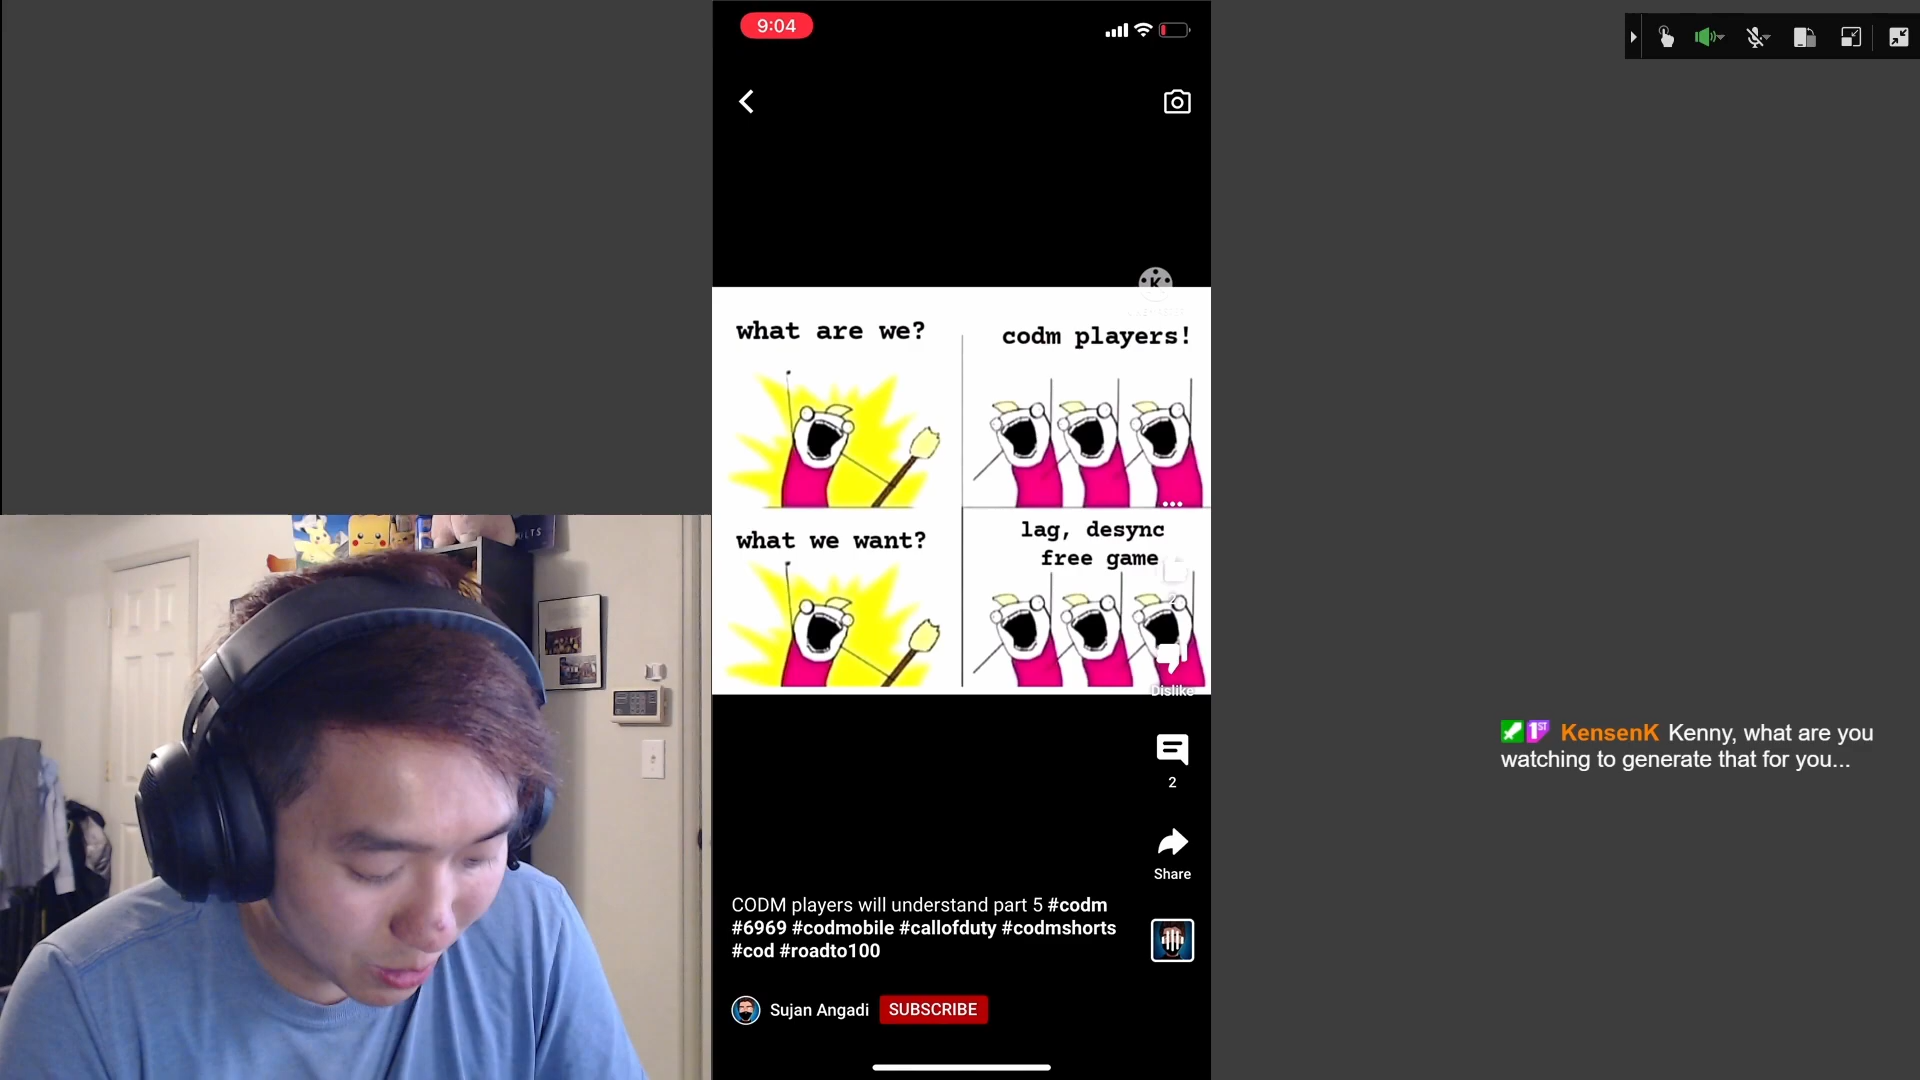 9:04
what are we?
codm players!
what we want?
lag, desync
free game
Dislike
2
Share
CODM players will understand part 5 #codm
#6969 #codmobile #callofduty #codmshorts
#cod #roadto100
Sujan Angadi SUBSCRIBE
1ST KensenK Kenny, what are you
watching to generate that for you...